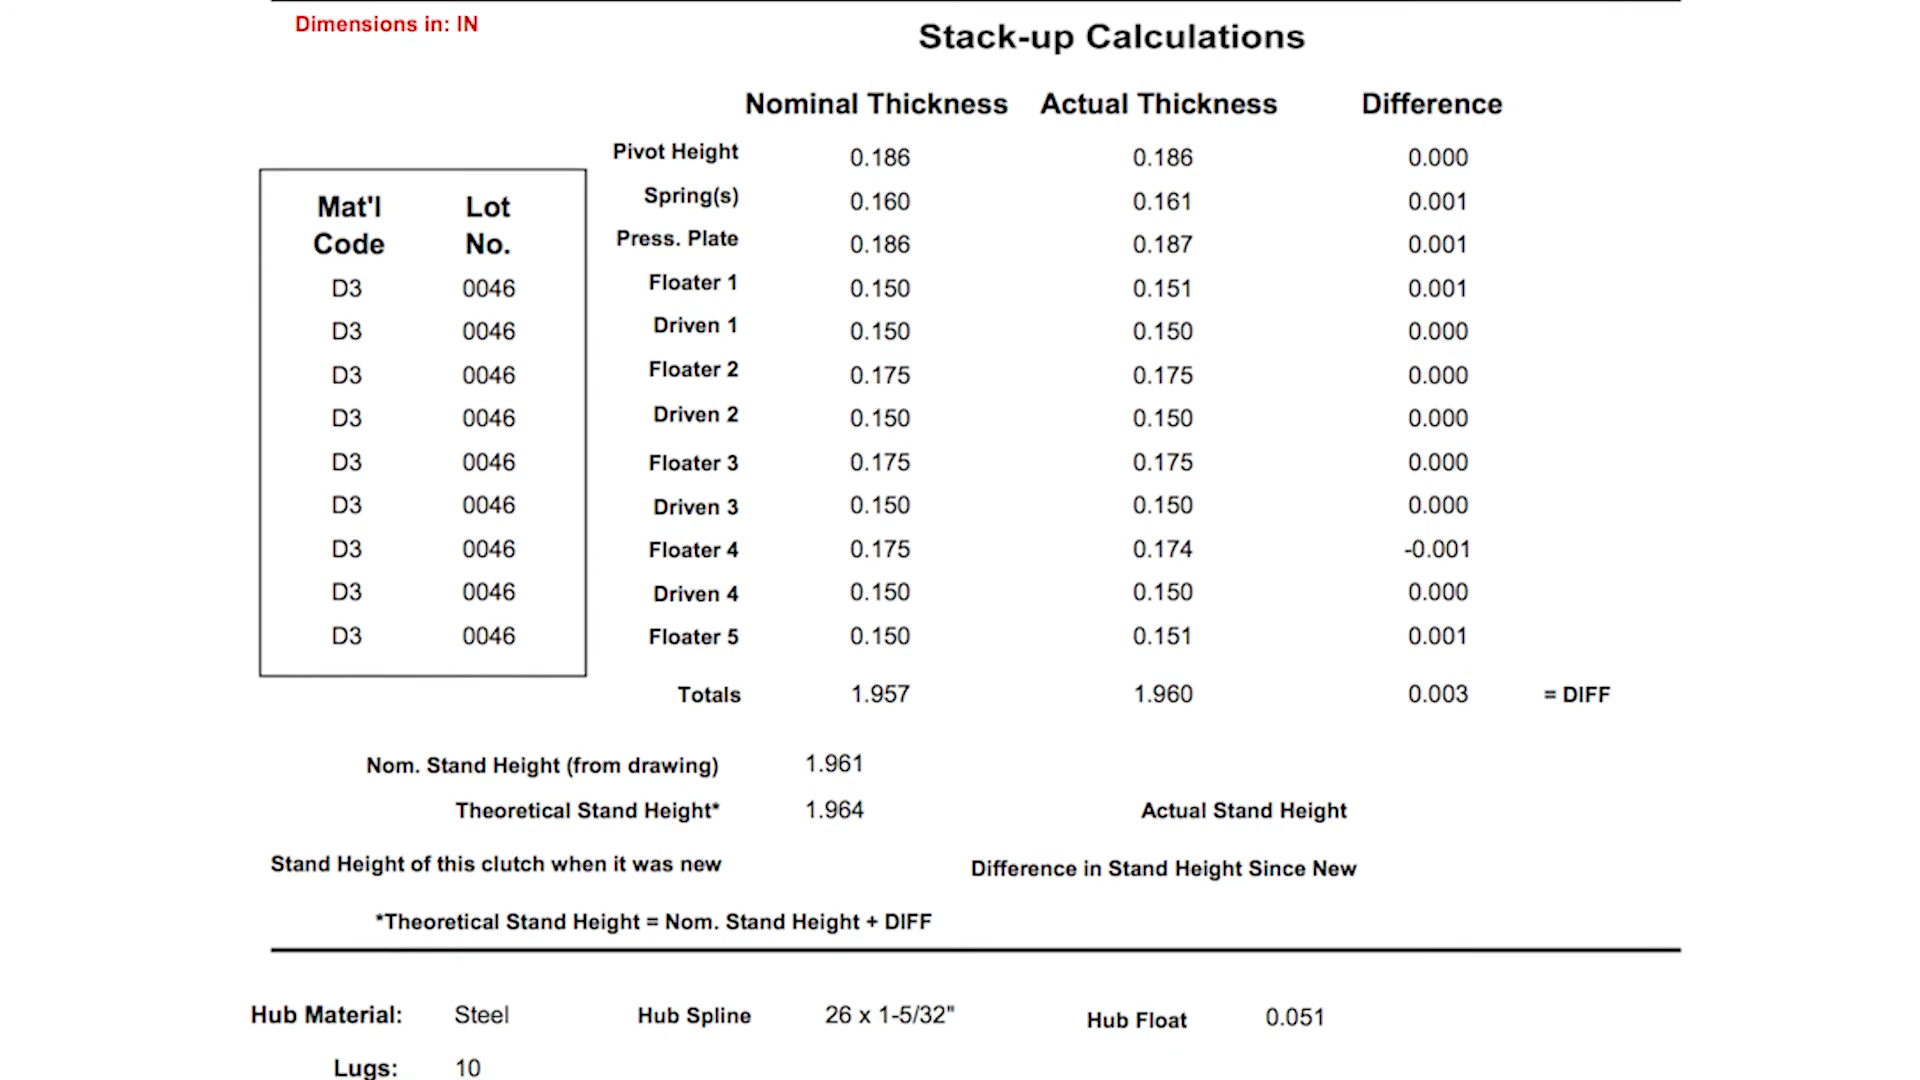 Dimensions in: IN
Stack-up Calculations
Nominal Thickness Actual Thickness Difference
Pivot Height 0.186 0.186 0.000
Spring(s) 0.160 0.161 0.001
Mat'l Lot
Code No.
Press. Plate 0.186 0.187 0.001
D3 0046 Floater 1 0.150 0.151 0.001
D3 0046 Driven 1 0.150 0.150 0.000
D3 0046 Floater 2 0.175 0.175 0.000
D3 0046 Driven 2 0.150 0.150 0.000
D3 0046 Floater 3 0.175 0.175 0.000
D3 0046 Driven 3 0.150 0.150 0.000
D3 0046 Floater 4 0.175 0.174 -0.001
D3 0046 Driven 4 0.150 0.150 0.000
D3 0046 Floater 5 0.150 0.151 0.001
Totals 1.957 1.960 0.003 = DIFF
Nom. Stand Height (from drawing) 1.961
Theoretical Stand Height* 1.964 Actual Stand Height
Stand Height of this clutch when it was new Difference in Stand Height Since New
*Theoretical Stand Height = Nom. Stand Height + DIFF
Hub Material: Steel Hub Spline 26 x 1-5/32" Hub Float 0.051
Lugs: 10